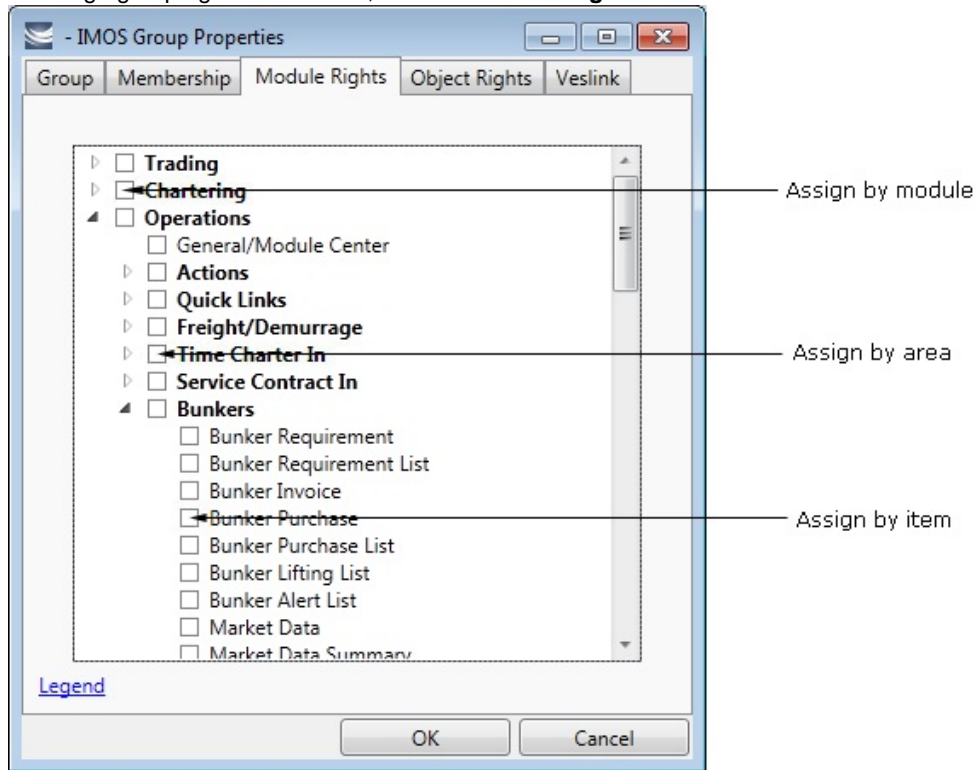 - IMOS Group Properties
Group Membership Module Rights Object Rights Veslink
Trading
Chartering
Assign by module
Operations
General/Module Center
Actions
Quick Links
Freight/Demurrage
Time Charter In
Assign by area
Service Contract In
Bunkers
Bunker Requirement
Bunker Requirement List
Bunker Invoice
Bunker Purchase
Assign by item
Bunker Purchase List
Bunker Lifting List
Bunker Alert List
Market Data
Market Data Summary
Legend
OK Cancel